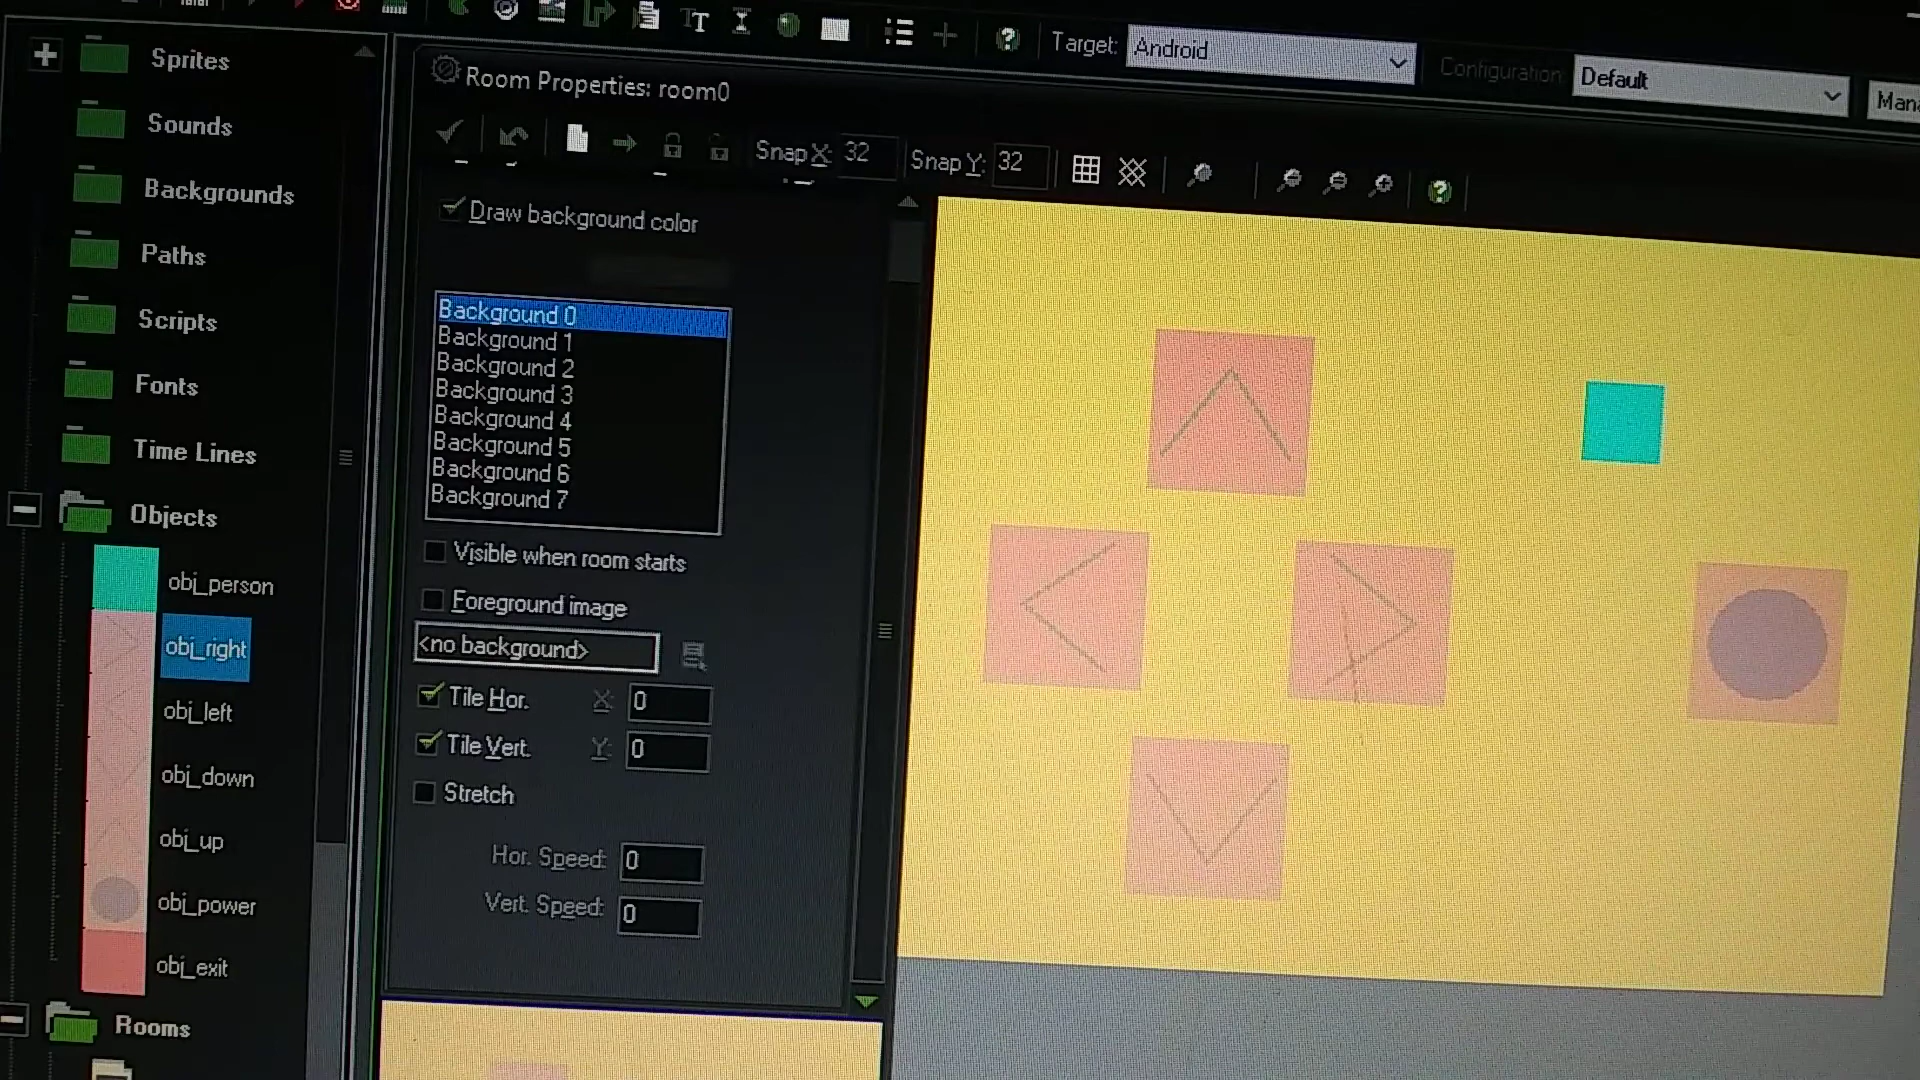 Target: Android
Configuration: Default
Room Properties: room0
Snap X: 32 Snap Y: 32
Sprites
Sounds
Backgrounds
Paths
Scripts
Fonts
Time Lines
Objects
obj_person
obj_right
obj_left
obj_down
obj_up
obj_power
obj_exit
Rooms
Draw background color
Background 0
Background 1
Background 2
Background 3
Background 4
Background 5
Background 6
Background 7
Visible when room starts
Foreground image
<no background>
Tile Hor. X: 0
Tile Vert. Y: 0
Stretch
Hor. Speed: 0
Vert. Speed: 0